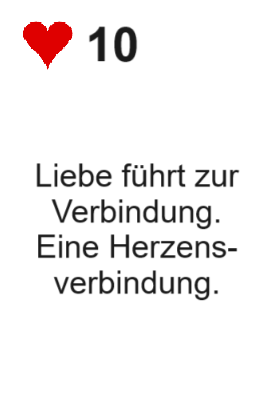 10
Liebe führt zur
Verbindung.
Eine Herzens-
verbindung.